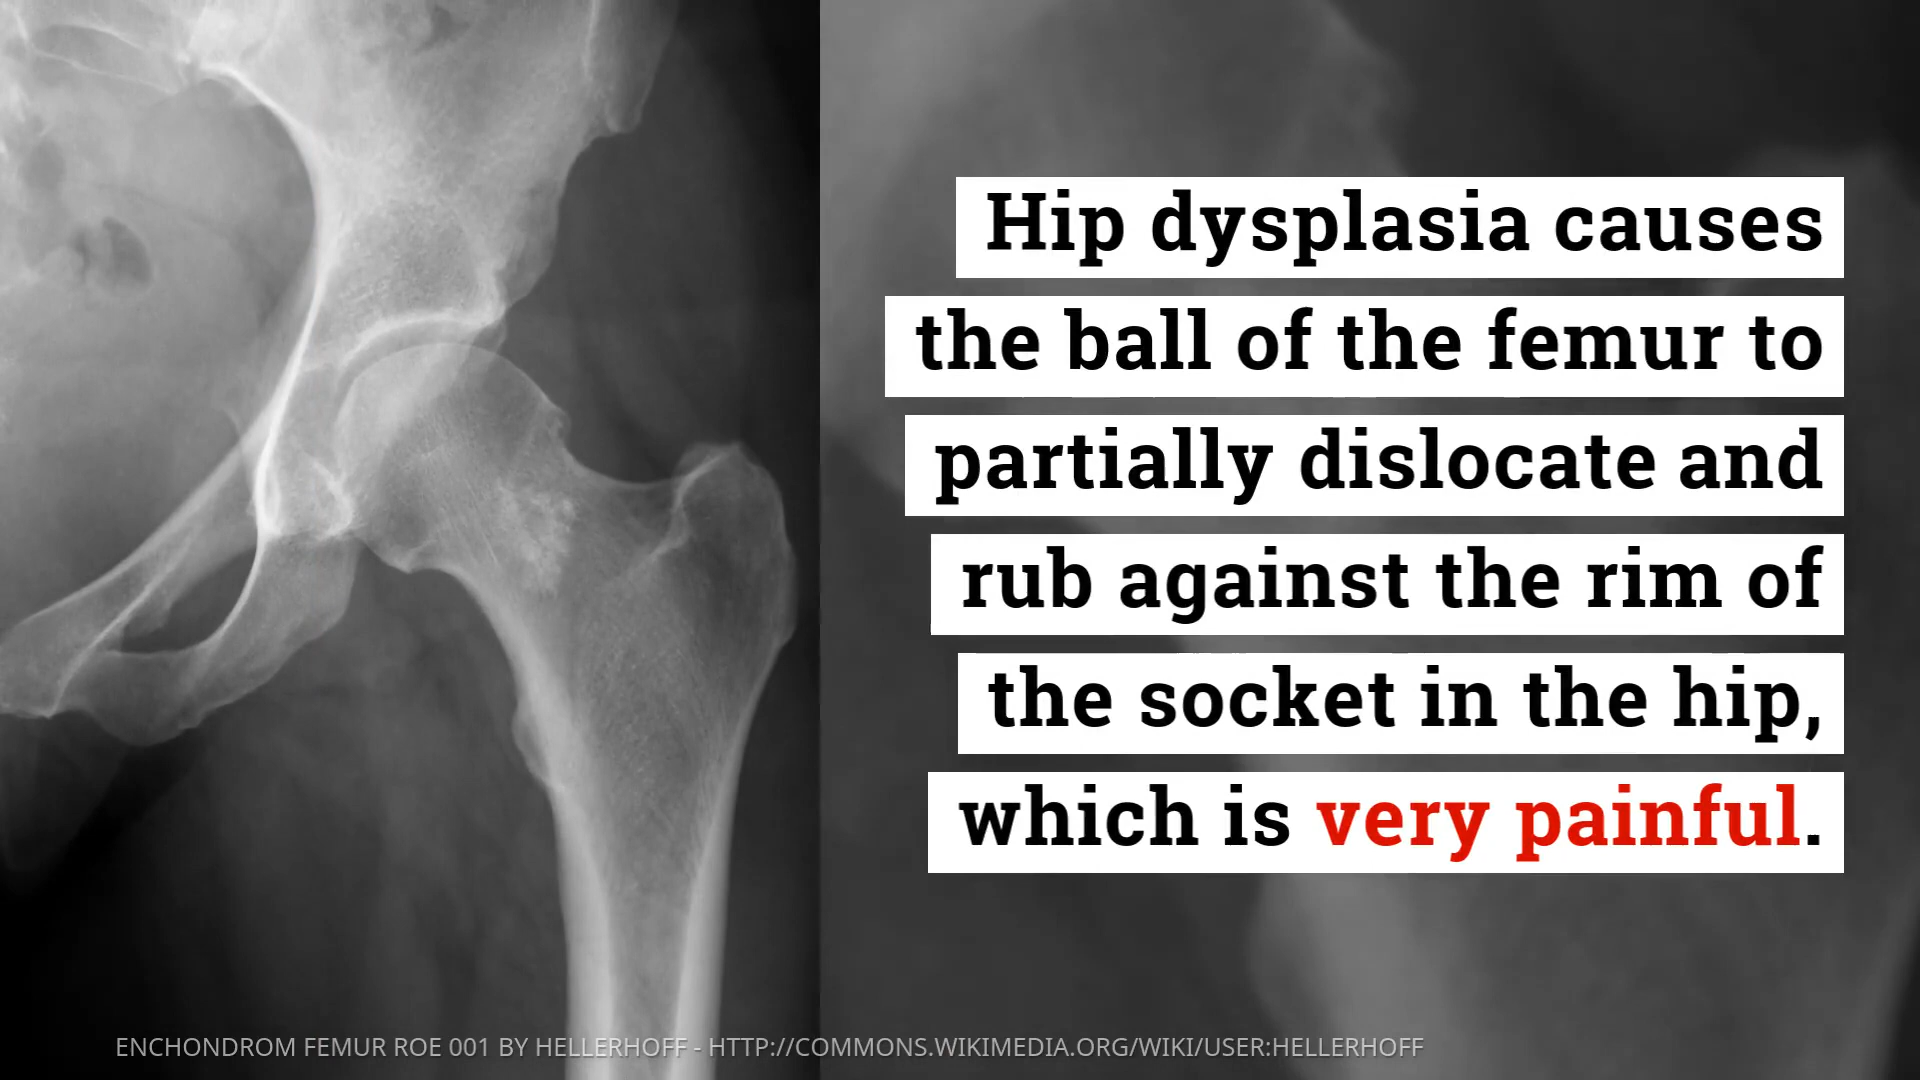 Hip dysplasia causes
the ball of the femur to
partially dislocate and
rub against the rim of
the socket in the hip,
which is very painful.
ENCHONDROM FEMUR ROE 001 BY HELLERHOFF - HTTP://COMMONS.WIKIMEDIA.ORG/WIKI/USER:HELLERHOFF